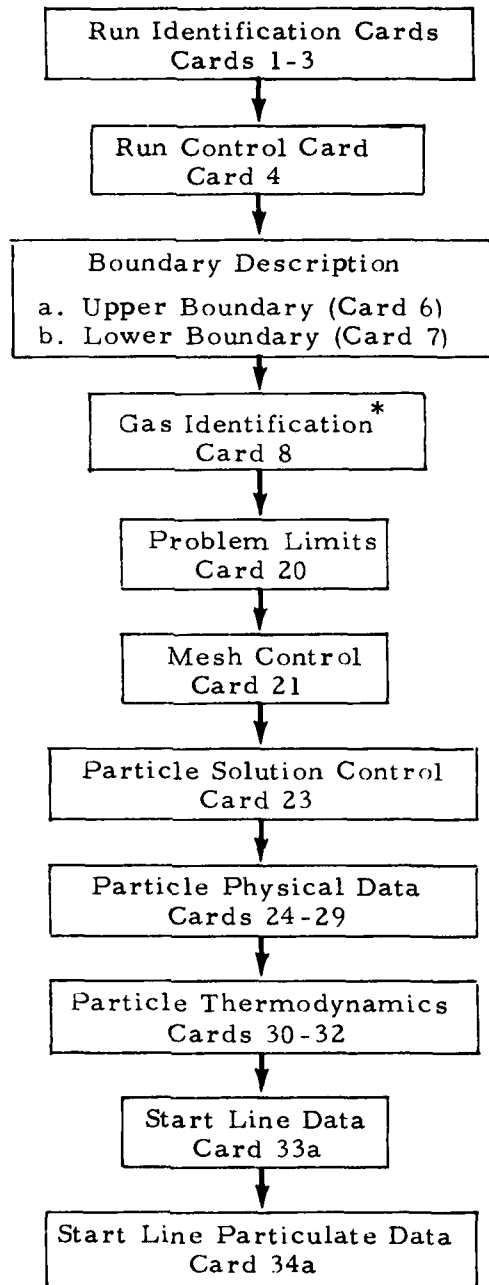 Run Identification Cards
Cards 1-3
Run Control Card
Card 4
Boundary Description
a. Upper Boundary (Card 6)
b. Lower Boundary (Card 7)
Gas Identification*
Card 8
Problem Limits
Card 20
Mesh Control
Card 21
Particle Solution Control
Card 23
Particle Physical Data
Cards 24-29
Particle Thermodynamics
Cards 30-32
Start Line Data
Card 33a
Start Line Particulate Data
Card 34a